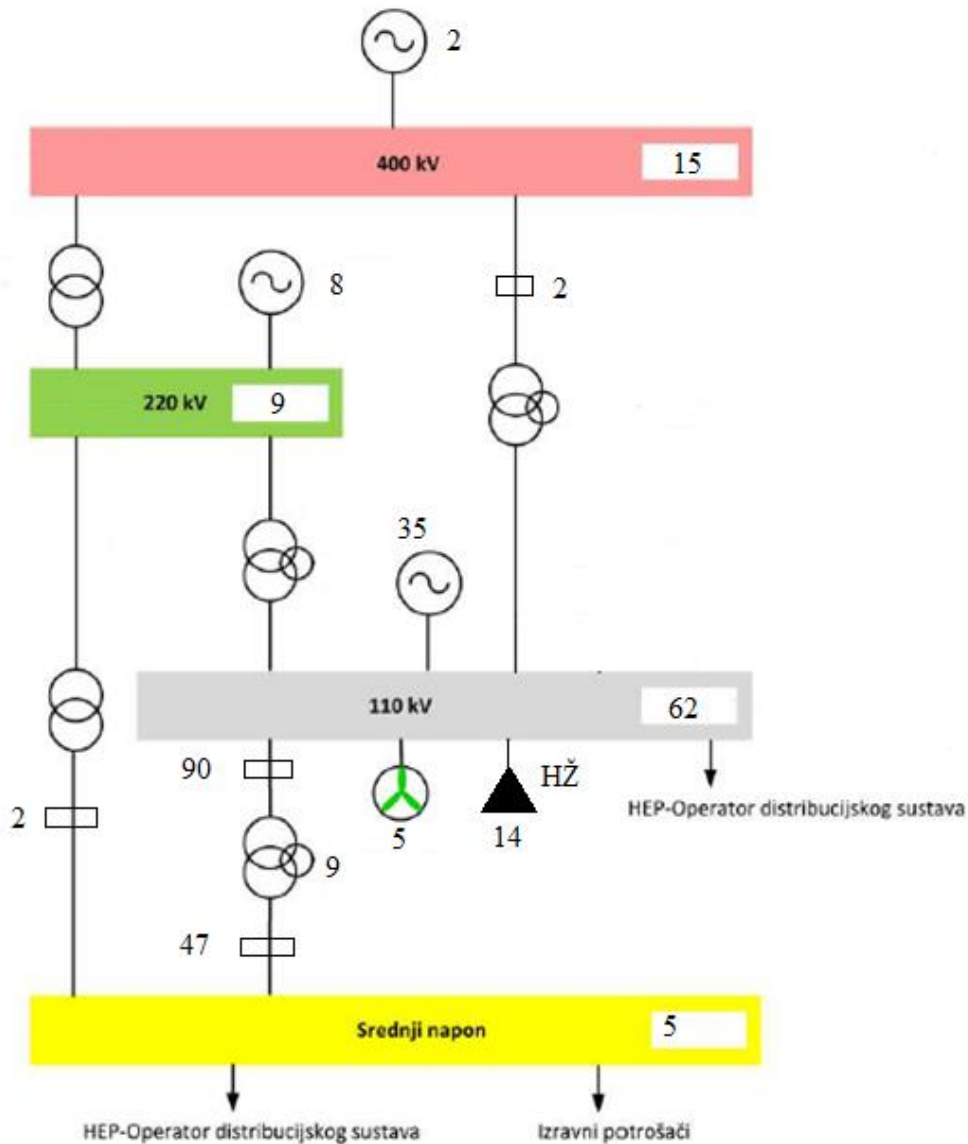 2
400 kV
15
8
2
220 kV
9
35
110 kV
62
90
HŽ
HEP-Operator distribucijskog sustava
2
5
14
9
47
Srednji napon
5
HEP-Operator distribucijskog sustava
Izravni potrošači